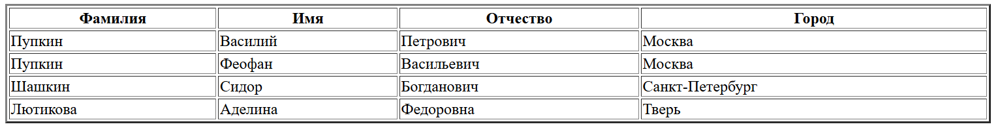 Фамилия Имя Отчество Город
Пупкин Василий Петрович Москва
Пупкин Феофан Васильевич Москва
Шашкин Сидор Богданович Санкт-Петербург
Лютикова Аделина Федоровна Тверь